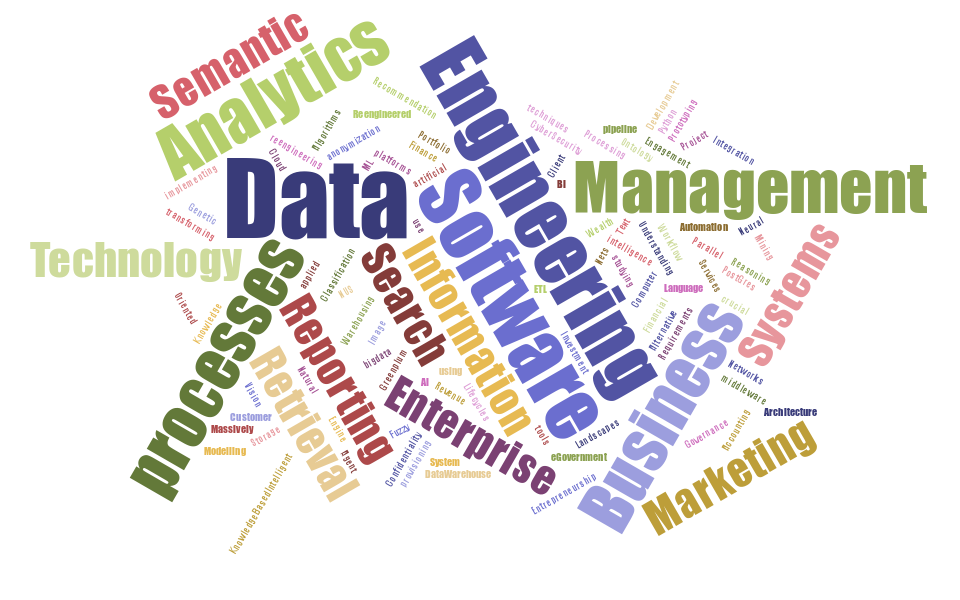 Semantic
Analytics
Engineering
Recommendation
Reengineered
Algorithms
anonymization
reengineering
Cloud
ML
platforms
Portfolio
Finance
artificial
techniques
CyberSecurity
Processing
pipeline
Ontology
Development
Python
Prototyping
Engagement
Project
Integration
Client
BI
implementing
Genetic
transforming
Data
Software
Management
Technology
processes
Search
Information
use
applied
Classification
Wealth
Text
Nets
Intelligence
studying
Understanding
Workflow
Automation
Parallel
Neural
Mining
Services
PostGres
Reasoning
Computer
Language
crucial
Financial
Alternative
Requirements
Systems
Business
ETL
Investment
Oriented
Knowledge
Warehousing
Image
bigdata
Greenplum
Reporting
Retrieval
Natural
Vision
Customer
Massively
Storage
Modelling
Engine
Agent
KnowledgeBasedIntelligent
using
AI
Revenue
Lifecycles
Enterprise
Fuzzy
Confidentiality
provisioning
System
DataWarehouse
tools
Landscapes
eGovernment
Entrepreneurship
Networks
middleware
Architecture
Governance
Accounting
Marketing